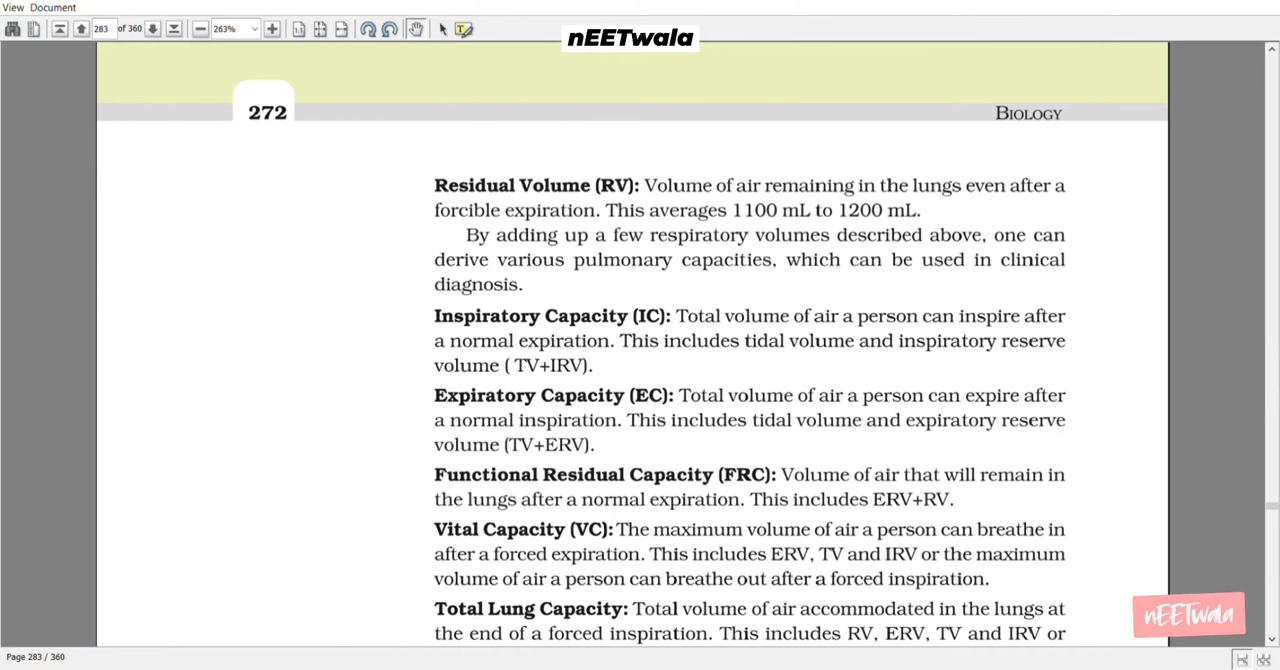 View Document
283 of 360 263%
nEETwala
272
BIOLOGY
Residual Volume (RV): Volume of air remaining in the lungs even after a
forcible expiration. This averages 1100 mL to 1200 mL.
By adding up a few respiratory volumes described above, one can
derive various pulmonary capacities, which can be used in clinical
diagnosis.
Inspiratory Capacity (IC): Total volume of air a person can inspire after
a normal expiration. This includes tidal volume and inspiratory reserve
volume ( TV+IRV).
Expiratory Capacity (EC): Total volume of air a person can expire after
a normal inspiration. This includes tidal volume and expiratory reserve
volume (TV+ERV).
Functional Residual Capacity (FRC): Volume of air that will remain in
the lungs after a normal expiration. This includes ERV+RV.
Vital Capacity (VC): The maximum volume of air a person can breathe in
after a forced expiration. This includes ERV, TV and IRV or the maximum
volume of air a person can breathe out after a forced inspiration.
Total Lung Capacity: Total volume of air accommodated in the lungs at
the end of a forced inspiration. This includes RV, ERV, TV and IRV or
nEETwala
Page 283 / 360